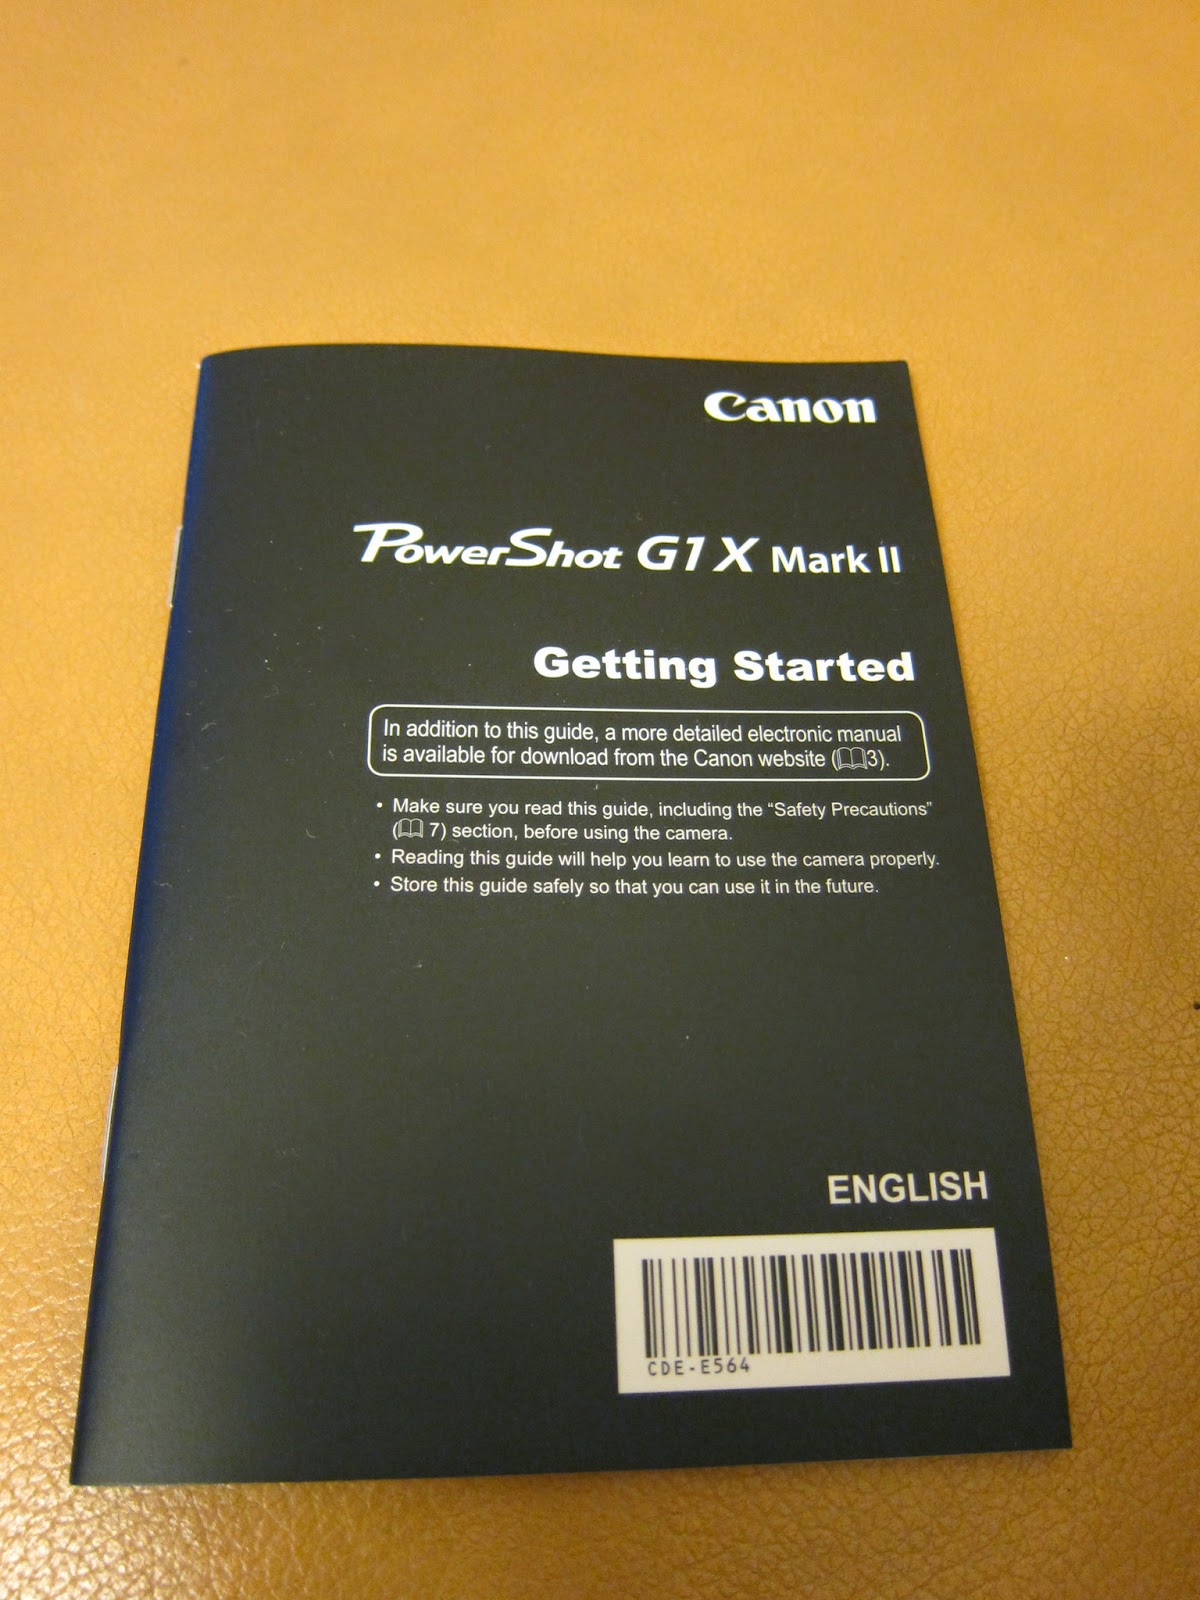 Canon
PowerShot G1 X Mark II
Getting Started
In addition to this guide, a more detailed electronic manual
is available for download from the Canon website (3).
• Make sure you read this guide, including the “Safety Precautions”
( 7) section, before using the camera.
• Reading this guide will help you learn to use the camera properly.
• Store this guide safely so that you can use it in the future.
ENGLISH
CDE-E564